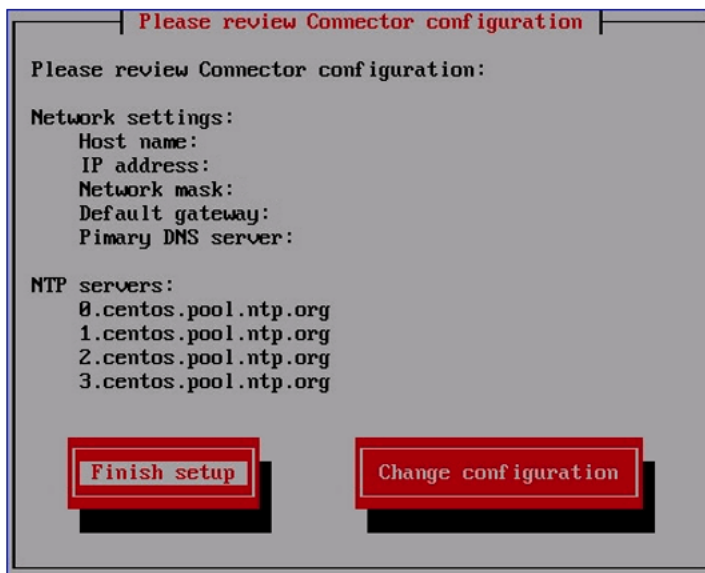 Please review Connector configuration
Please review Connector configuration:
Network settings:
Host name:
IP address:
Network mask:
Default gateway:
Pimary DNS server:
NTP servers:
0.centos.pool.ntp.org
1.centos.pool.ntp.org
2.centos.pool.ntp.org
3.centos.pool.ntp.org
Finish setup Change configuration